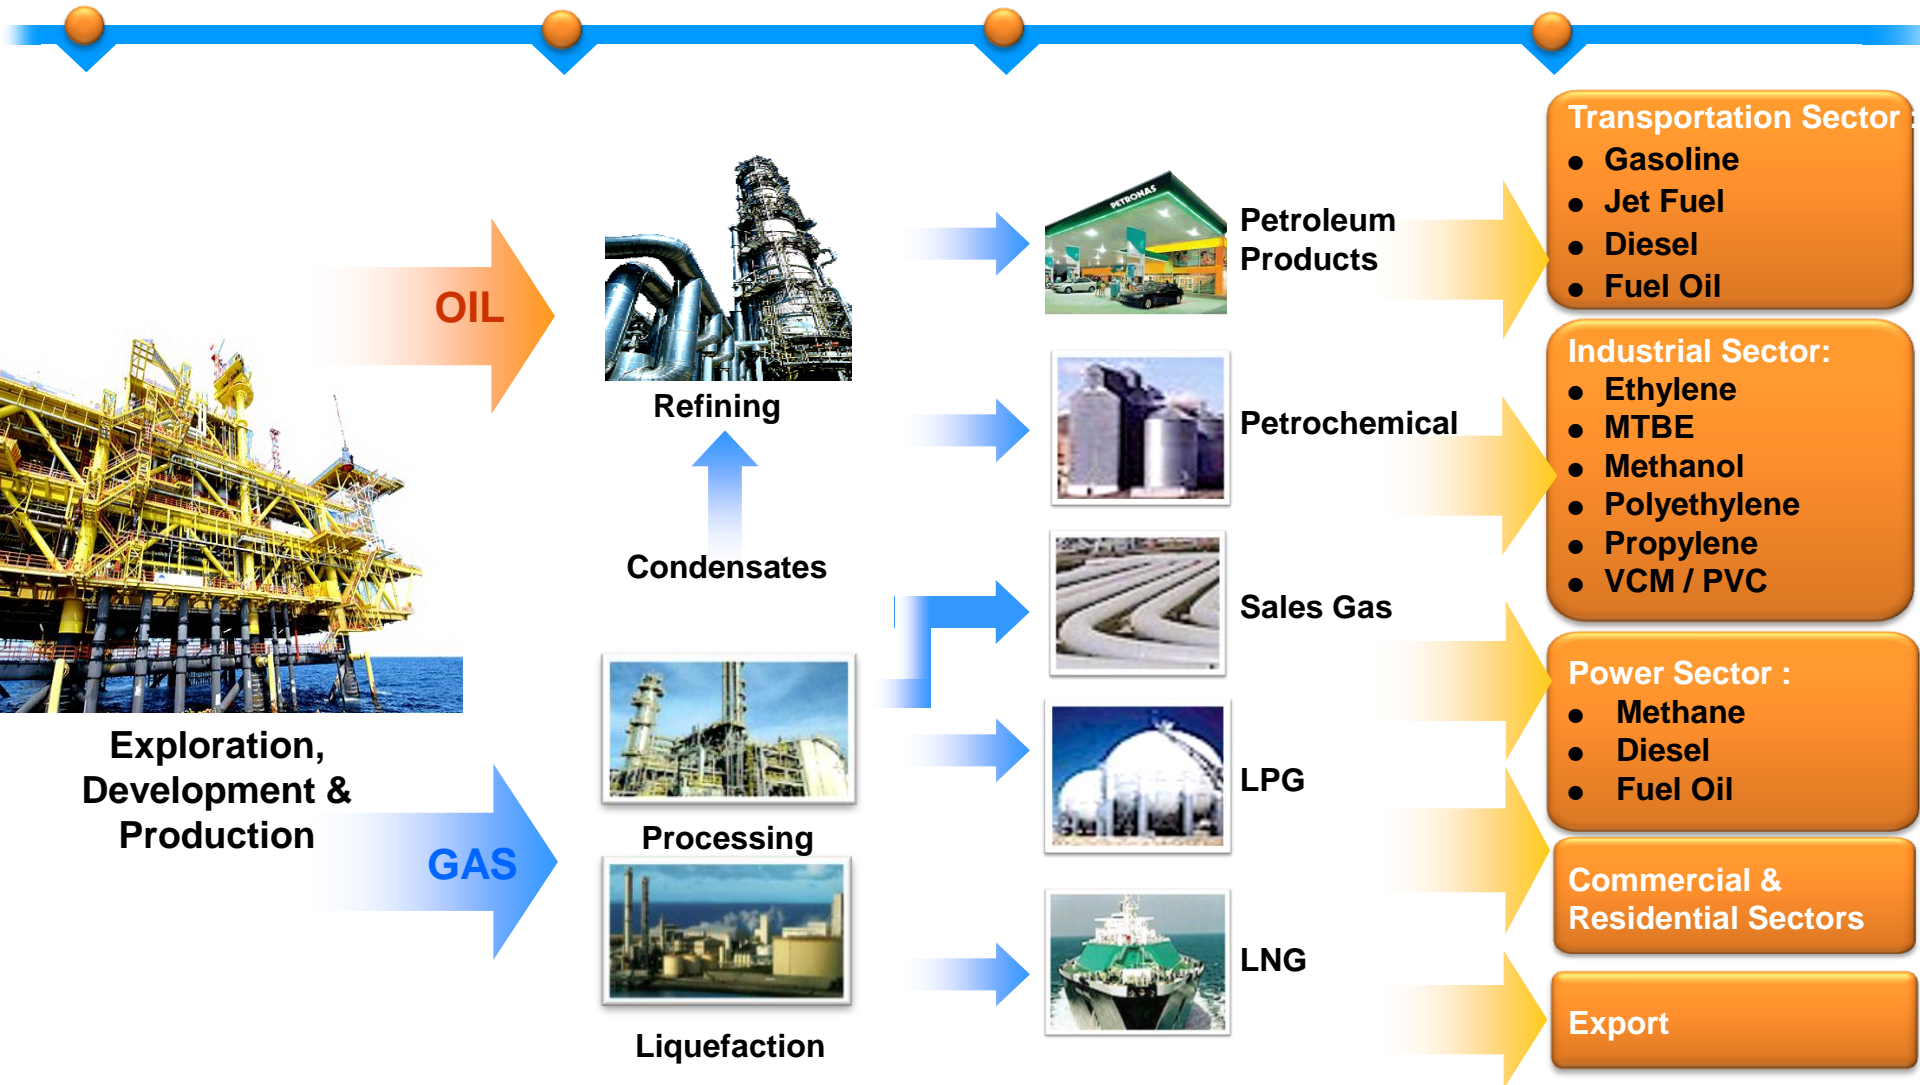 OIL
GAS
Exploration,
Development &
Production
Refining
Condensates
Processing
Liquefaction
PETRONAS
Petroleum
Products
Petrochemical
Sales Gas
LPG
LNG
Transportation Sector :
● Gasoline
● Jet Fuel
● Diesel
● Fuel Oil
Industrial Sector:
● Ethylene
● MTBE
● Methanol
● Polyethylene
● Propylene
● VCM / PVC
Power Sector :
● Methane
● Diesel
● Fuel Oil
Commercial &
Residential Sectors
Export